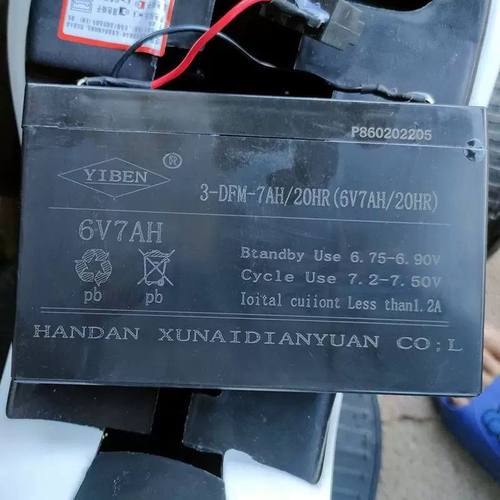 P860202205
YIBEN ®
3-DFM-7AH/20HR(6V7AH/20HR)
6V7AH
Btandby Use 6.75-6.90V
Cycle Use 7.2-7.50V
pb pb
Ioital cuiiont Less than1.2A
HANDAN XUNAIDIANYUAN CO;L